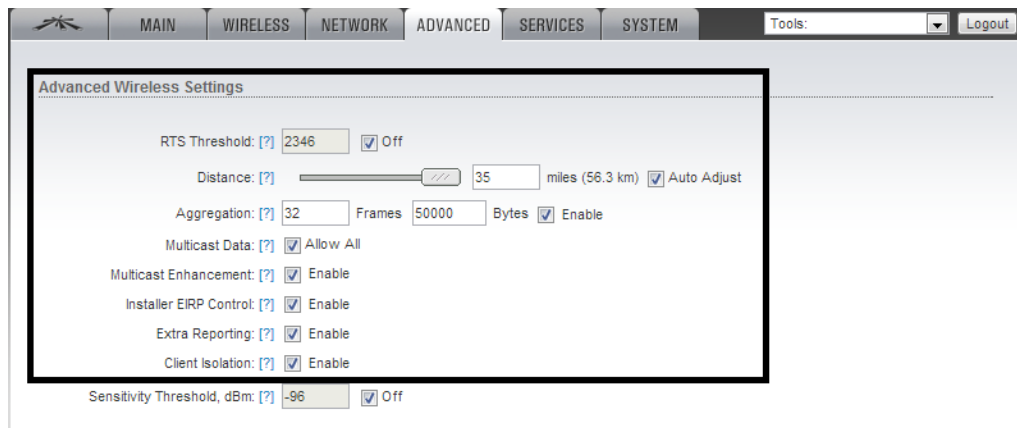 MAIN WIRELESS NETWORK ADVANCED SERVICES SYSTEM Tools: Logout
Advanced Wireless Settings
RTS Threshold: [?] 2346 Off
Distance: [?] 35 miles (56.3 km) Auto Adjust
Aggregation: [?] 32 Frames 50000 Bytes Enable
Multicast Data: [?] Allow All
Multicast Enhancement: [?] Enable
Installer EIRP Control: [?] Enable
Extra Reporting: [?] Enable
Client Isolation: [?] Enable
Sensitivity Threshold, dBm: [?] -96 Off